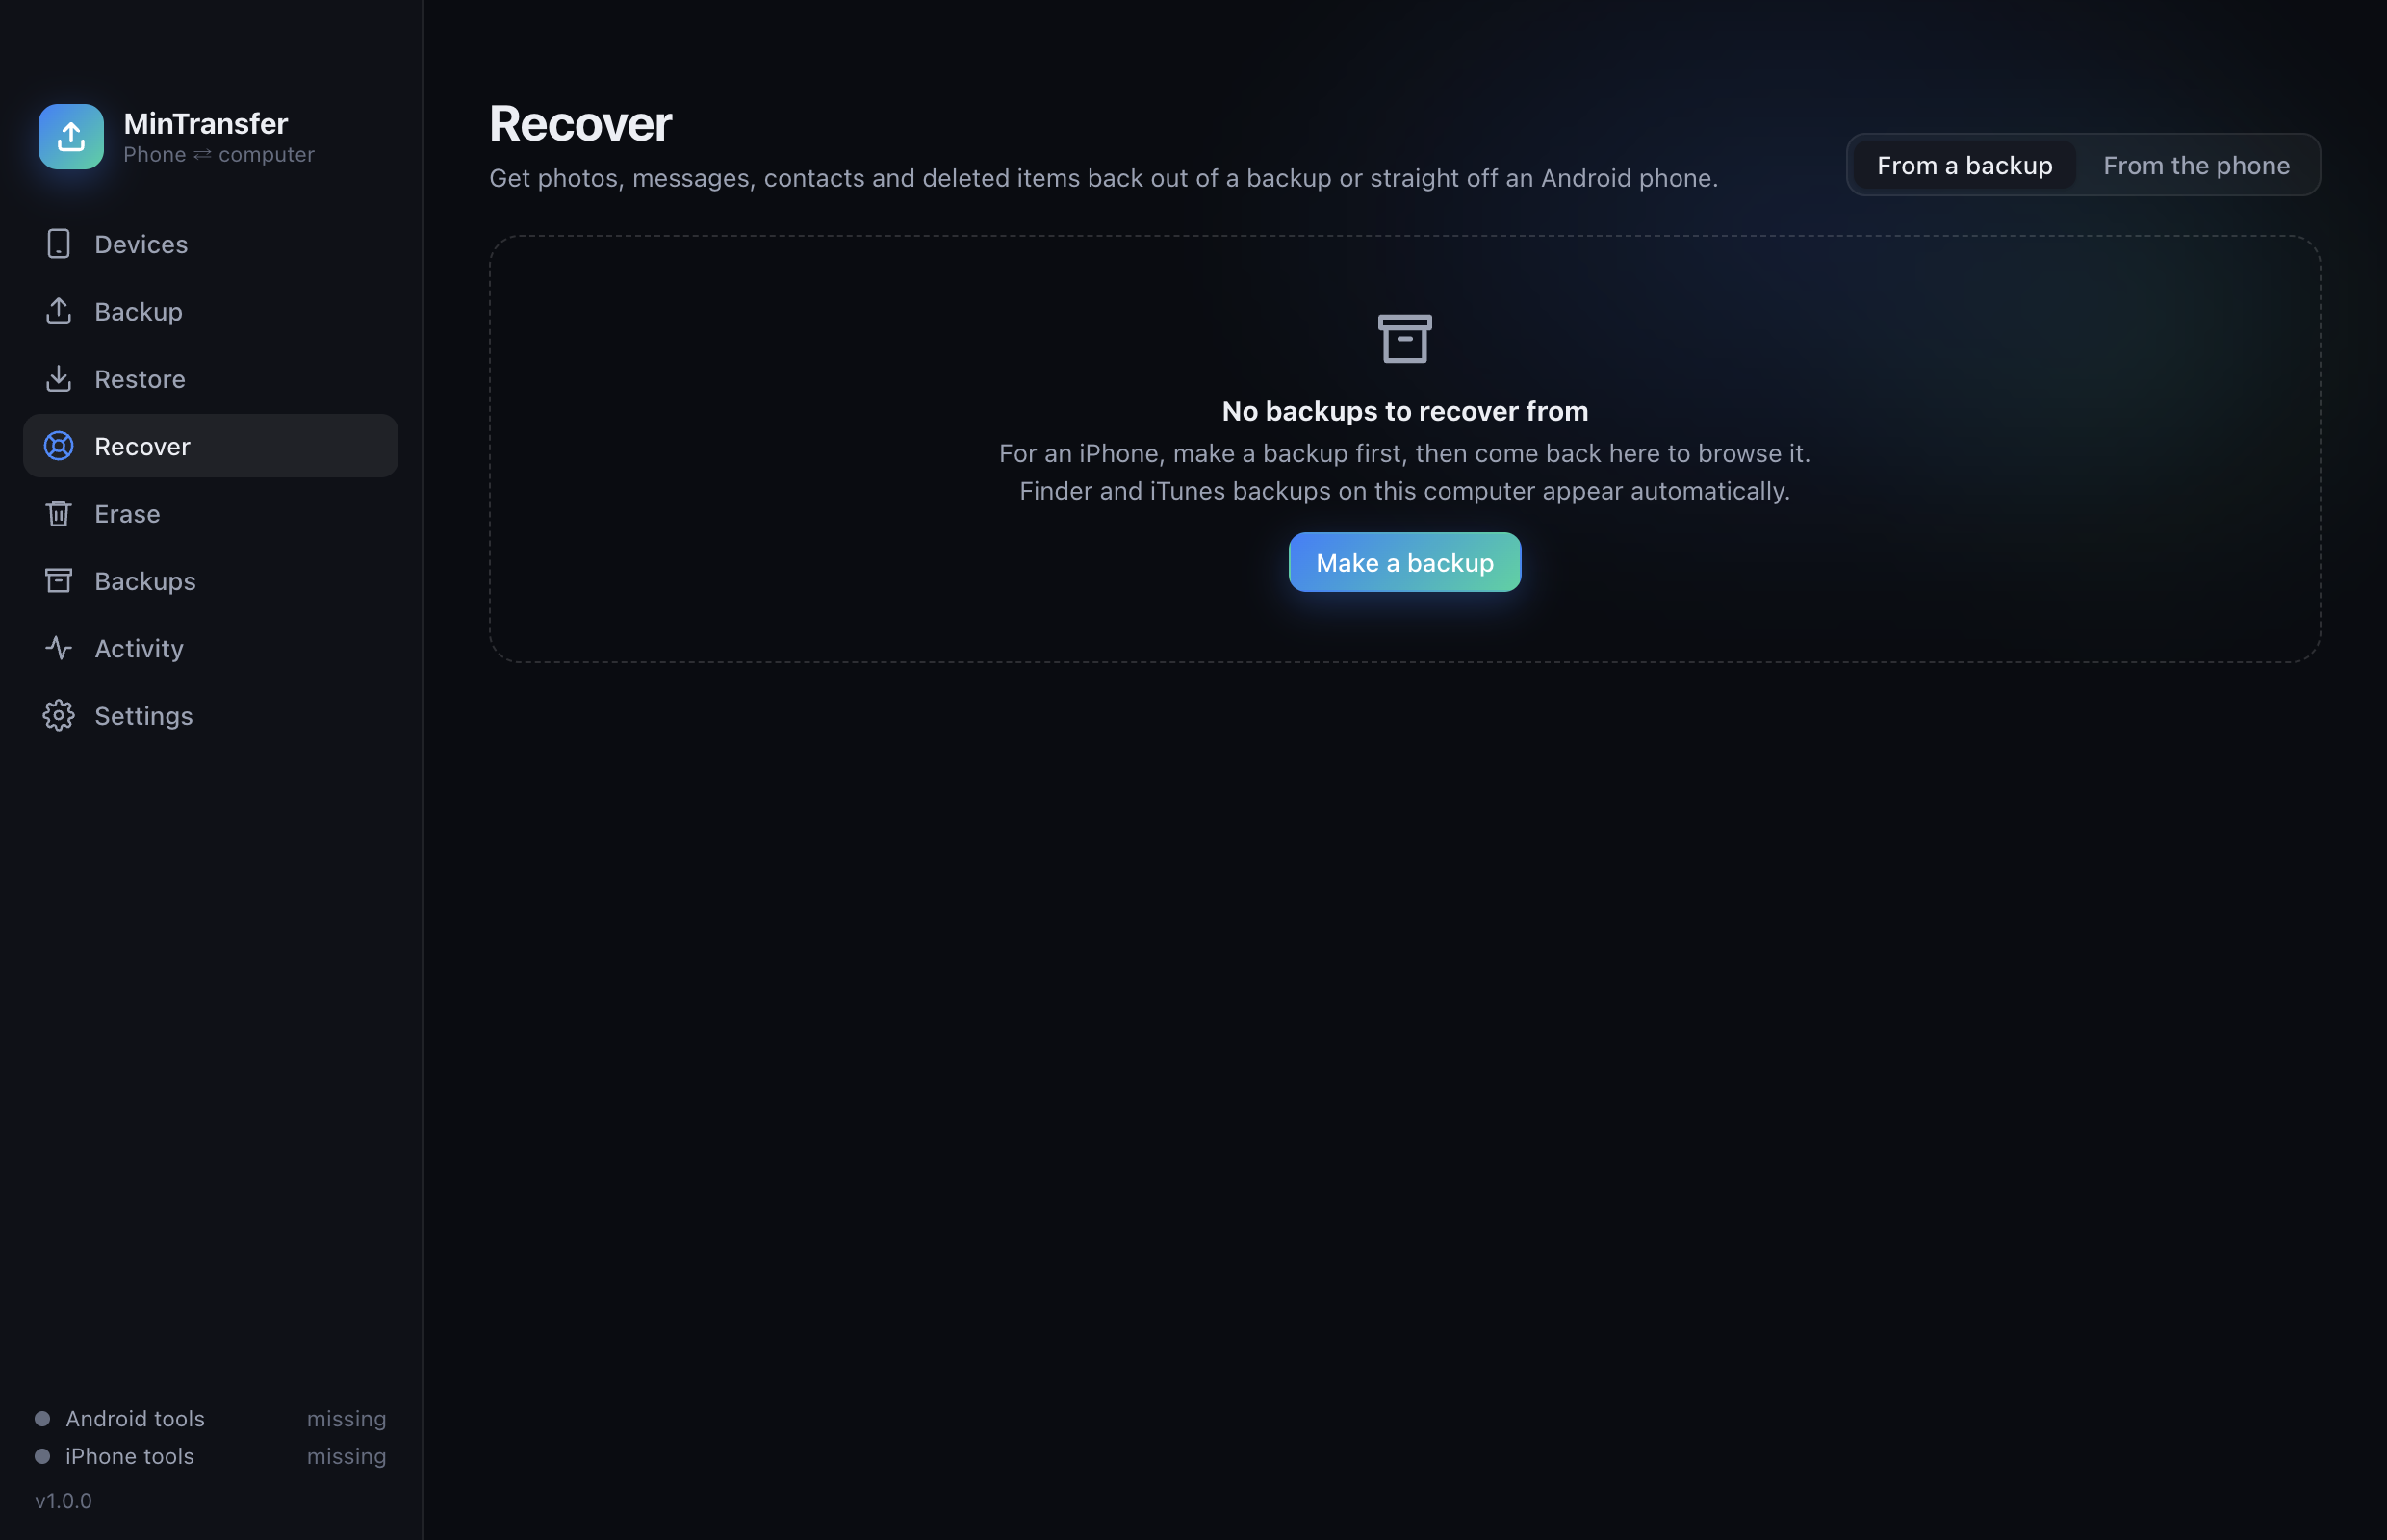 MinTransfer
Phone ⇄ computer
Devices
Backup
Restore
Recover
Erase
Backups
Activity
Settings
Android tools missing
iPhone tools missing
v1.0.0
Recover
Get photos, messages, contacts and deleted items back out of a backup or straight off an Android phone.
From a backup From the phone
No backups to recover from
For an iPhone, make a backup first, then come back here to browse it.
Finder and iTunes backups on this computer appear automatically.
Make a backup